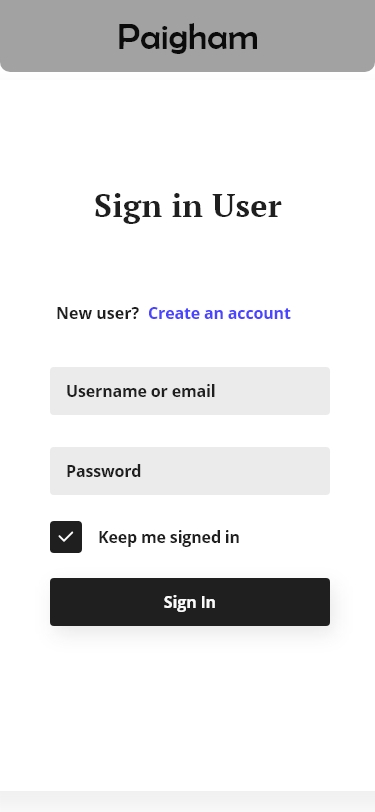 Paigham
Sign in User
New user? Create an account
Username or email
Password
Keep me signed in
Sign In